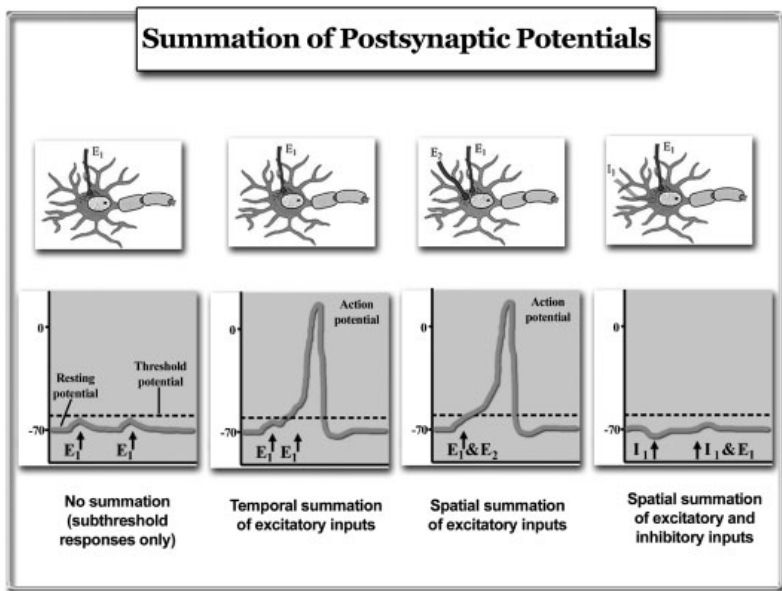 Summation of Postsynaptic Potentials
E1
E1
E2 E1
I1 E1
0
Resting potential
Threshold potential
-70
E1 E1
No summation
(subthreshold
responses only)
0
Action
potential
-70
E1 E1
Temporal summation
of excitatory inputs
0
Action
potential
-70
E1 & E2
Spatial summation
of excitatory inputs
0
-70
I1 I1 & E1
Spatial summation
of excitatory and
inhibitory inputs